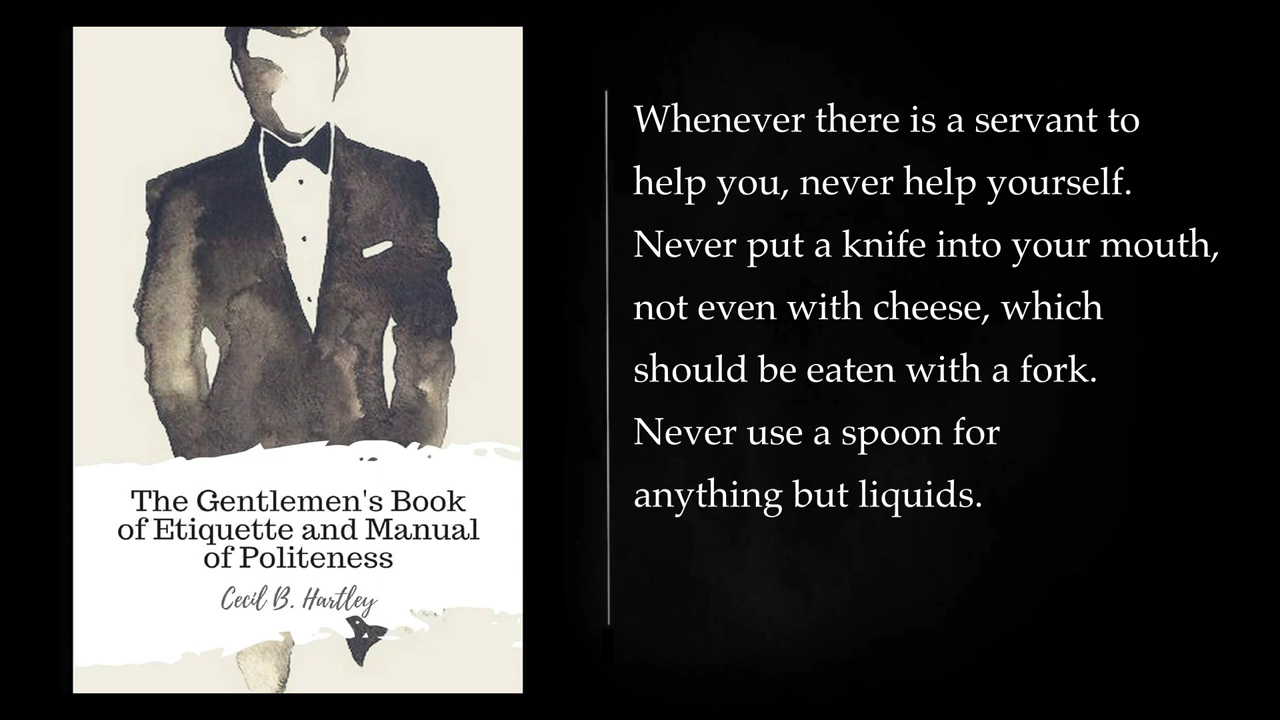 The Gentlemen's Book
of Etiquette and Manual
of Politeness
Cecil B. Hartley
Whenever there is a servant to
help you, never help yourself.
Never put a knife into your mouth,
not even with cheese, which
should be eaten with a fork.
Never use a spoon for
anything but liquids.